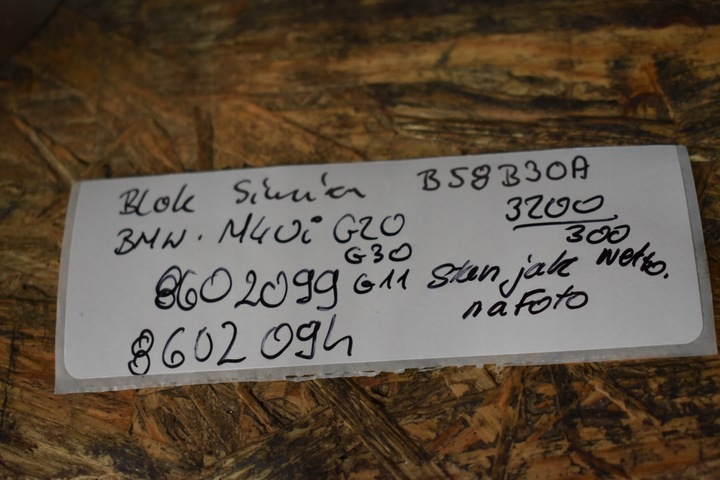 Blok Silnika B58B30A
BMW. M40i G20 3200
G30 300
8602099 G11 stan jak netto.
8602094 na Foto